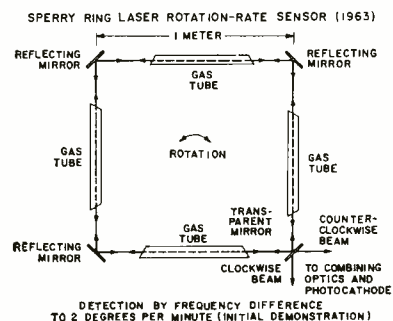 SPERRY RING LASER ROTATION-RATE SENSOR (1963)
1 METER
REFLECTING
MIRROR
REFLECTING
MIRROR
GAS
TUBE
GAS
TUBE
ROTATION
GAS
TUBE
GAS
TUBE
TRANS-
PARENT
MIRROR
COUNTER-
CLOCKWISE
BEAM
REFLECTING
MIRROR
CLOCKWISE
BEAM
TO COMBINING
OPTICS AND
PHOTOCATHODE
DETECTION BY FREQUENCY DIFFERENCE
TO 2 DEGREES PER MINUTE (INITIAL DEMONSTRATION)